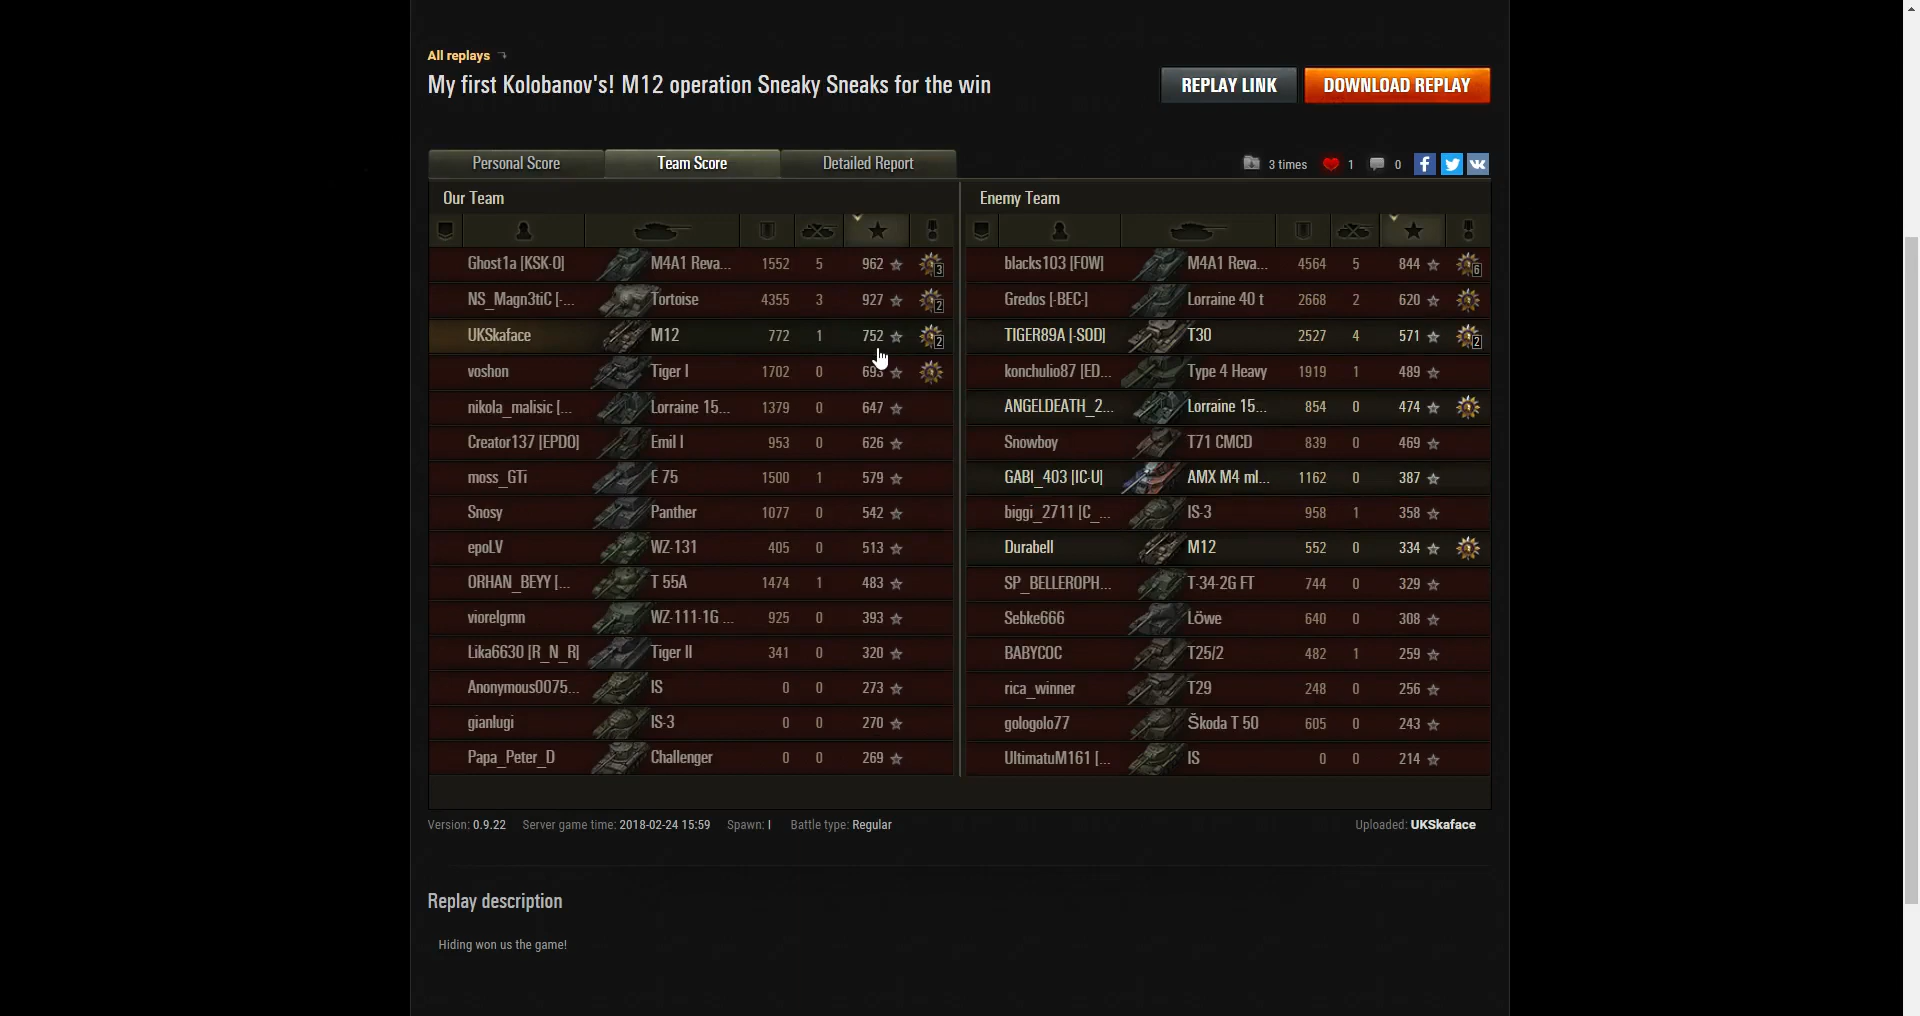 All replays
My first Kolobanov's! M12 operation Sneaky Sneaks for the win
REPLAY LINK
DOWNLOAD REPLAY
Personal Score
Team Score
Detailed Report
3 times
1
0
Our Team
Ghost1a [KSK-O] M4A1 Reva... 1552 5 962 3
NS_Magn3tiC [-... Tortoise 4355 3 927 2
UKSkaface M12 772 1 752 2
voshon Tiger I 1702 0 693
nikola_malisic [... Lorraine 15... 1379 0 647
Creator137 [EPDO] Emil I 953 0 626
moss_GTi E 75 1500 1 579
Snosy Panther 1077 0 542
epoLV WZ-131 405 0 513
ORHAN_BEYY [... T 55A 1474 1 483
viorelgmn WZ-111-1G ... 925 0 393
Lika6630 [R_N_R] Tiger II 341 0 320
Anonymous0075... IS 0 0 273
gianlugi IS-3 0 0 270
Papa_Peter_D Challenger 0 0 269
Enemy Team
blacks103 [F0W] M4A1 Reva... 4564 5 844 6
Gredos [-BEC-] Lorraine 40 t 2668 2 620
TIGER89A [-SOD] T30 2527 4 571 2
konchulio87 [ED... Type 4 Heavy 1919 1 489
ANGELDEATH_2... Lorraine 15... 854 0 474
Snowboy T71 CMCD 839 0 469
GABI_403 [IC-U] AMX M4 ml... 1162 0 387
biggi_2711 [C_... IS-3 958 1 358
Durabell M12 552 0 334
SP_BELLEROPH... T-34-2G FT 744 0 329
Sebke666 Löwe 640 0 308
BABYCOC T25/2 482 1 259
rica_winner T29 248 0 256
gologolo77 Škoda T 50 605 0 243
UltimatuM161 [... IS 0 0 214
Version: 0.9.22 Server game time: 2018-02-24 15:59 Spawn: I Battle type: Regular
Uploaded: UKSkaface
Replay description
Hiding won us the game!